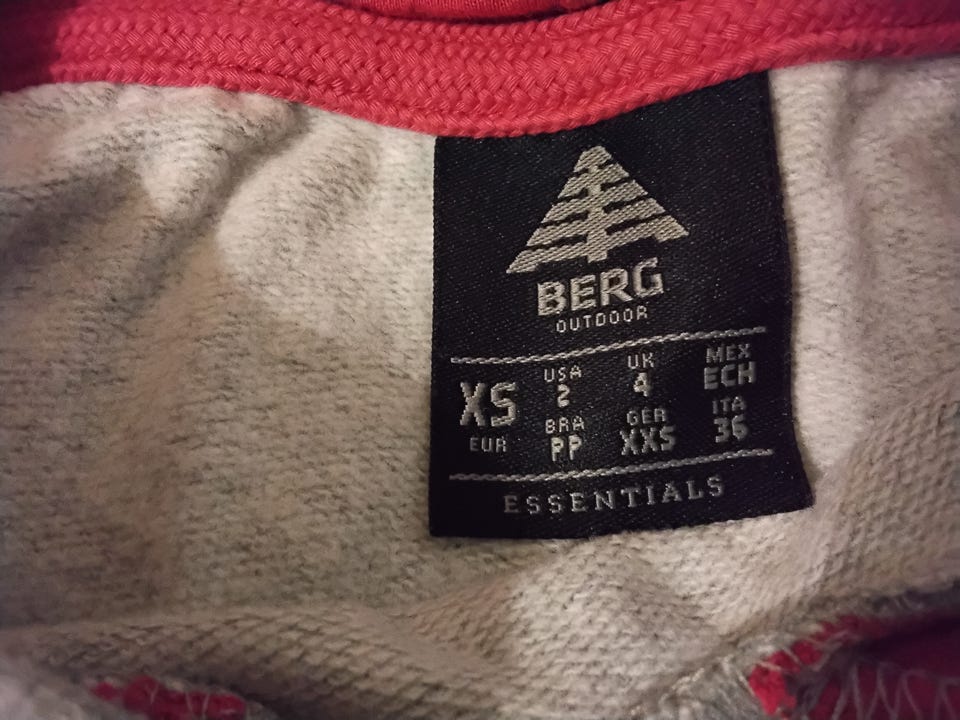 BERG
OUTDOOR
XS EUR
USA 2
UK 4
MEX ECH
BRA PP
GER XXS
ITA 36
ESSENTIALS